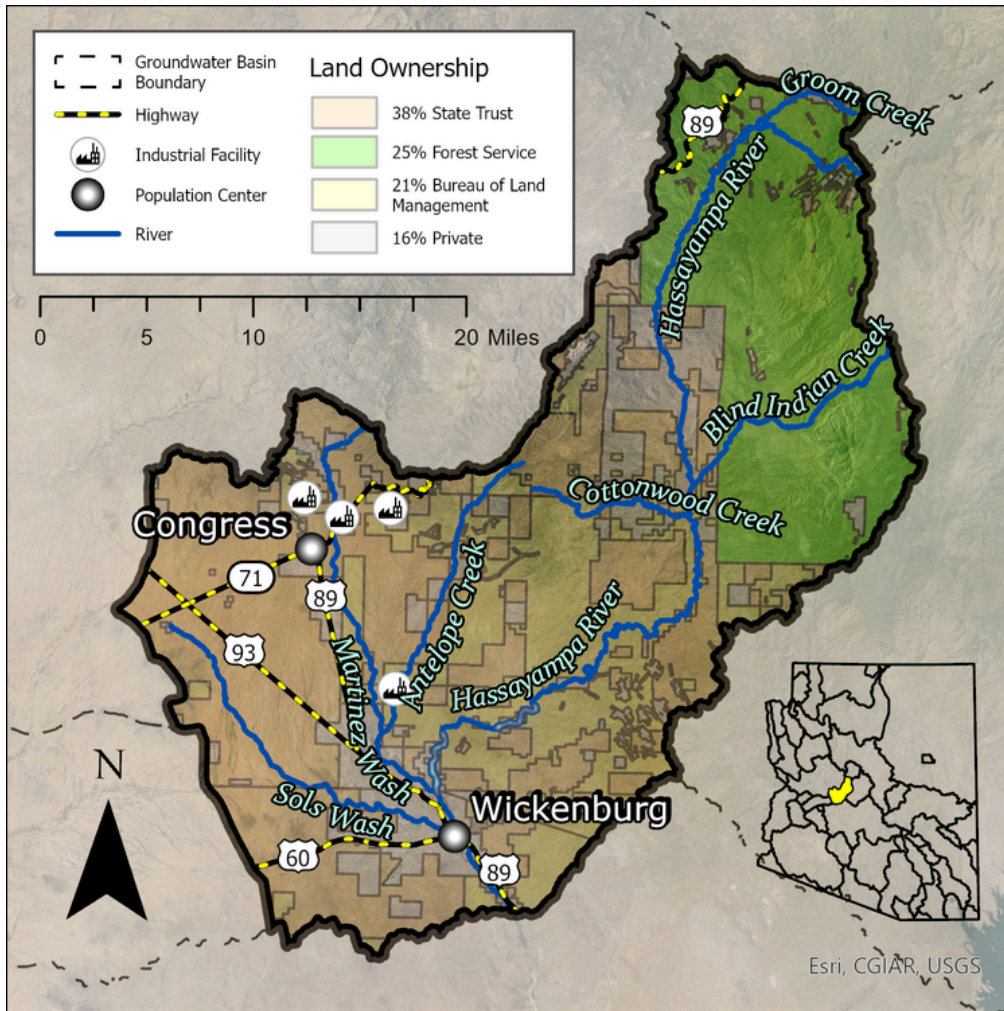 Groundwater Basin
Boundary
Highway
Industrial Facility
Population Center
River
Land Ownership
38% State Trust
25% Forest Service
21% Bureau of Land
Management
16% Private
0 5 10 20 Miles
Groom Creek
89
Hassayampa River
Blind Indian Creek
Cottonwood Creek
Congress
71
89
93
Antelope Creek
Martinez Wash
Hassayampa River
Sols Wash
Wickenburg
60
89
N
Esri, CGIAR, USGS